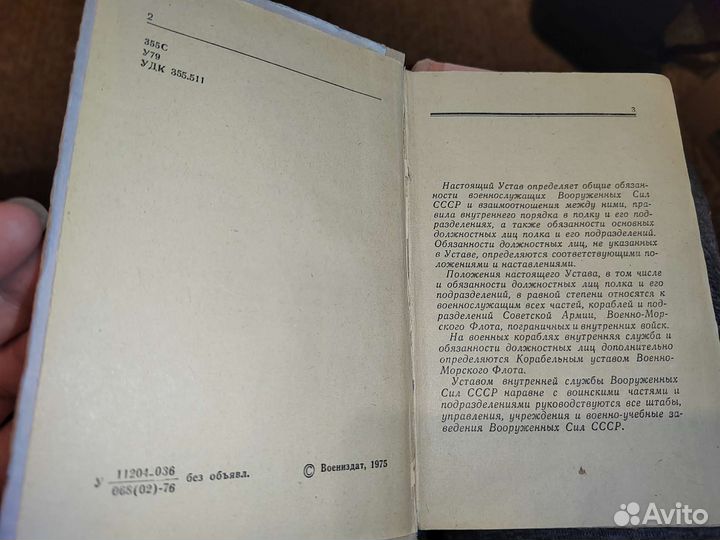 2
355С
У79
УДК 355.511
У 11204-036
068(02)-76 без объявл.
© Воениздат, 1975
3
Настоящий Устав определяет общие обязан-
ности военнослужащих Вооруженных Сил
СССР и взаимоотношения между ними, пра-
вила внутреннего порядка в полку и его под-
разделениях, а также обязанности основных
должностных лиц полка и его подразделений.
Обязанности должностных лиц, не указанных
в Уставе, определяются соответствующими по-
ложениями и наставлениями.
Положения настоящего Устава, в том числе
и обязанности должностных лиц полка и его
подразделений, в равной степени относятся к
военнослужащим всех частей, кораблей и под-
разделений Советской Армии, Военно-Мор-
ского Флота, пограничных и внутренних войск.
На военных кораблях внутренняя служба и
обязанности должностных лиц дополнительно
определяются Корабельным уставом Военно-
Морского Флота.
Уставом внутренней службы Вооруженных
Сил СССР наравне с воинскими частями и
подразделениями руководствуются все штабы,
управления, учреждения и военно-учебные за-
ведения Вооруженных Сил СССР.
Avito